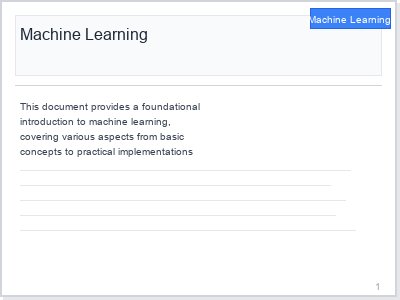 Machine Learning
Machine Learning
This document provides a foundational
introduction to machine learning,
covering various aspects from basic
concepts to practical implementations
1